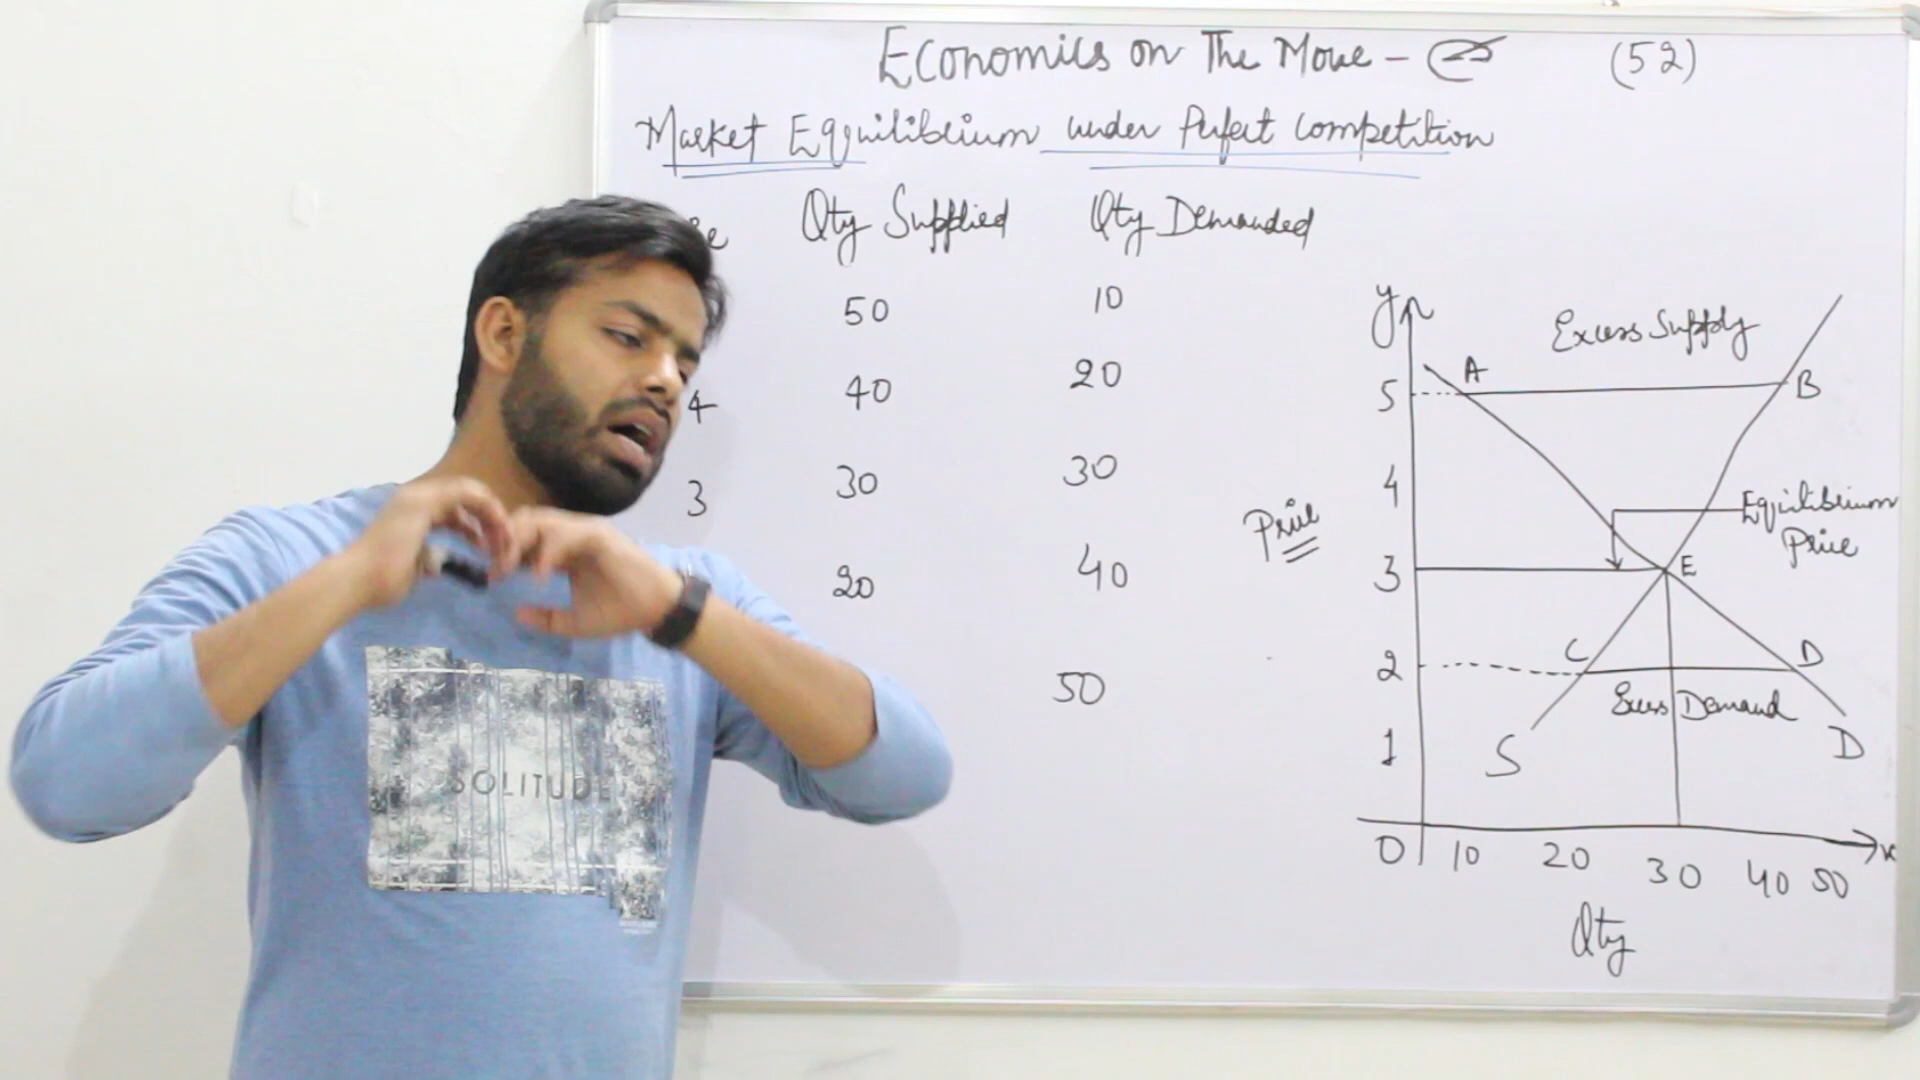 Economics on The Move - (52)
Market Equilibrium under Perfect Competition
Qty Supplied Qty Demanded
50 10
4 40 20
3 30 30
20 40
50
y
Excess Supply
5 A B
4
Equilibrium
Price
Price
3 E
2 C D
Excess Demand
1 S D
0 10 20 30 40 50 x
Qty
SOLITUDE